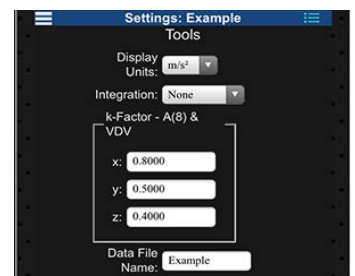 Settings: Example
Tools
Display
Units: m/s²
Integration: None
k-Factor - A(8) &
VDV
x: 0.8000
y: 0.5000
z: 0.4000
Data File
Name: Example